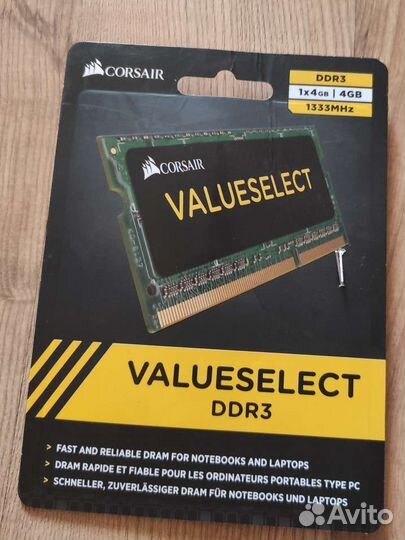 CORSAIR
DDR3
1x4GB | 4GB
1333MHz
CORSAIR
VALUESELECT
VALUESELECT
DDR3
> FAST AND RELIABLE DRAM FOR NOTEBOOKS AND LAPTOPS
> DRAM RAPIDE ET FIABLE POUR LES ORDINATEURS PORTABLES TYPE PC
> SCHNELLER, ZUVERLÄSSIGER DRAM FÜR NOTEBOOKS UND LAPTOPS
Avito